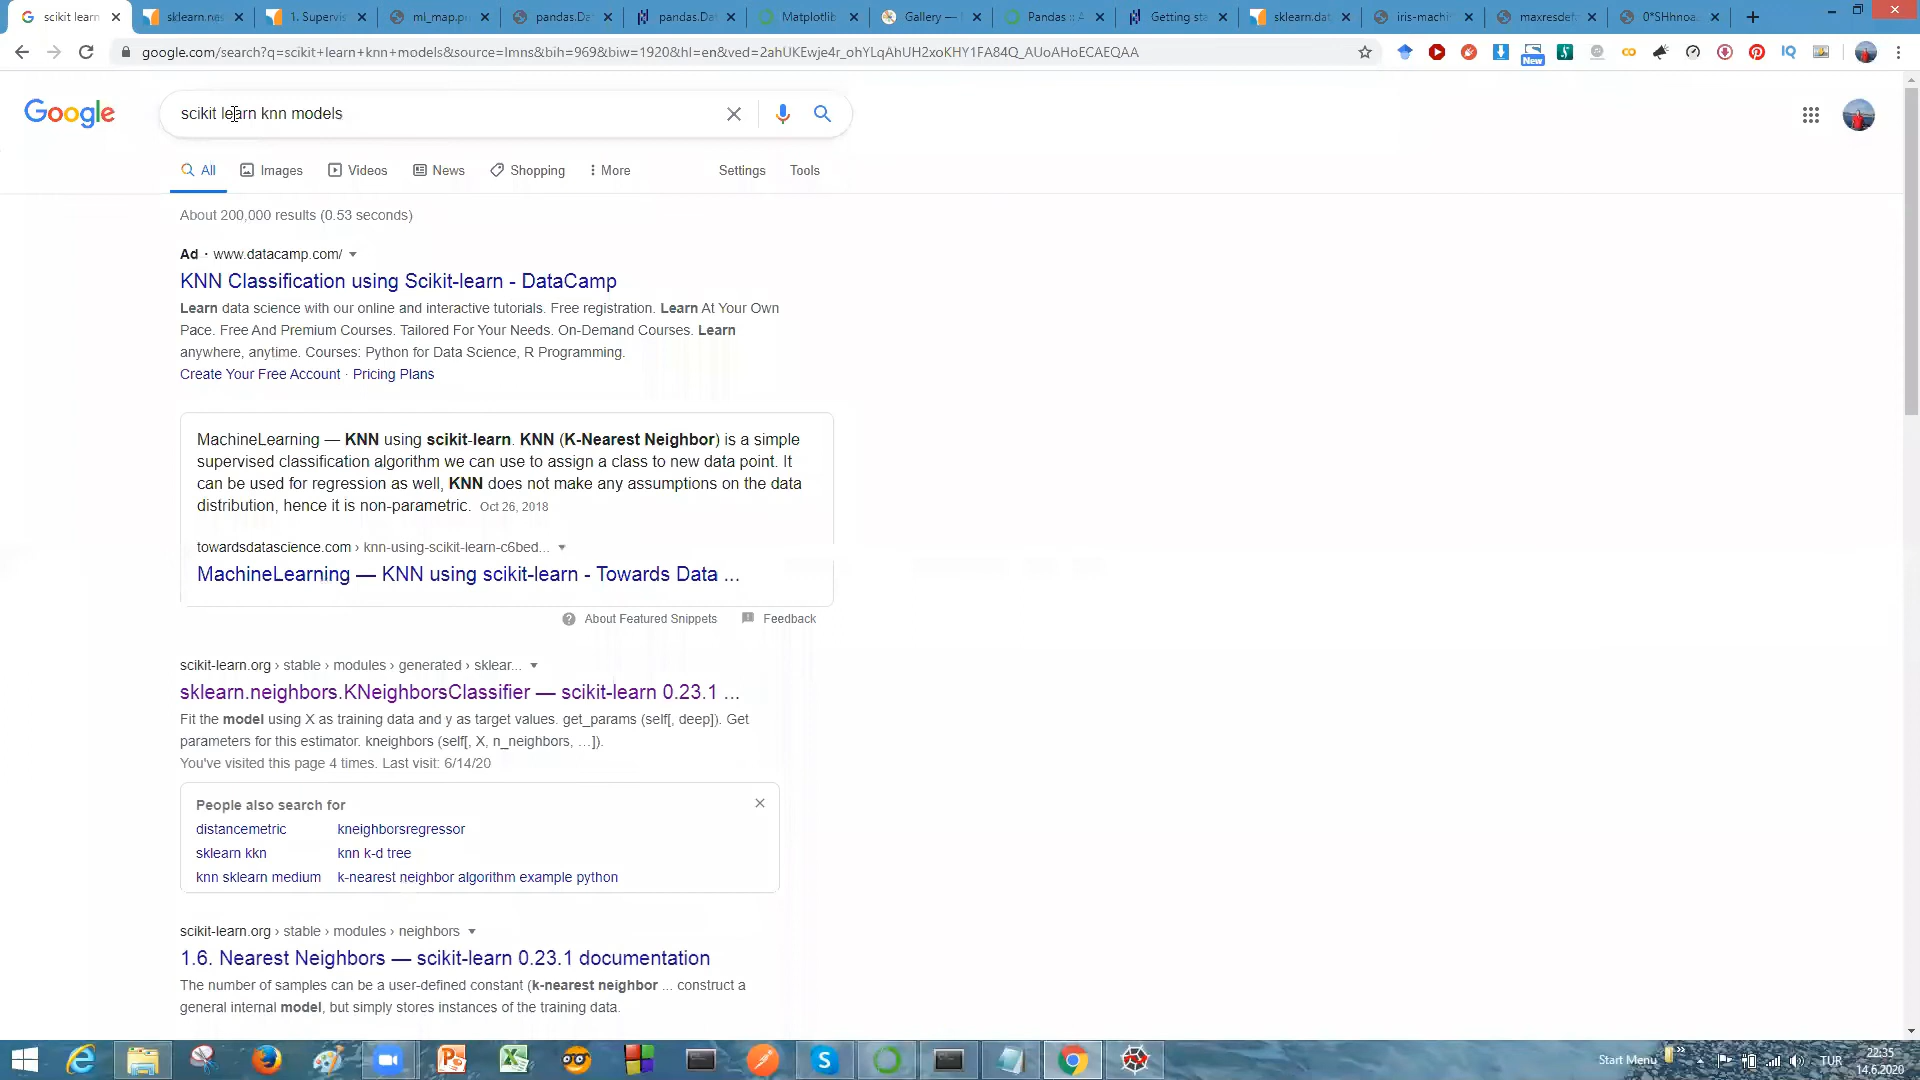 scikit learn
sklearn.ne
1. Supervis
ml_map.p
pandas.Da
pandas.Dat
Matplotlib
Gallery —
Pandas :: A
Getting sta
sklearn.dat
iris-machi
maxresdef
0*SHhnoa
google.com/search?q=scikit+learn+knn+models&source=lmns&bih=969&biw=1920&hl=en&ved=2ahUKEwje4r_ohYLqAhUH2xoKHY1FA84Q_AUoAHoECAEQAA
New
Google
scikit learn knn models
All Images Videos News Shopping More Settings Tools
About 200,000 results (0.53 seconds)
Ad · www.datacamp.com/
KNN Classification using Scikit-learn - DataCamp
Learn data science with our online and interactive tutorials. Free registration. Learn At Your Own
Pace. Free And Premium Courses. Tailored For Your Needs. On-Demand Courses. Learn
anywhere, anytime. Courses: Python for Data Science, R Programming.
Create Your Free Account · Pricing Plans
MachineLearning — KNN using scikit-learn. KNN (K-Nearest Neighbor) is a simple
supervised classification algorithm we can use to assign a class to new data point. It
can be used for regression as well, KNN does not make any assumptions on the data
distribution, hence it is non-parametric. Oct 26, 2018
towardsdatascience.com › knn-using-scikit-learn-c6bed...
MachineLearning — KNN using scikit-learn - Towards Data ...
About Featured Snippets Feedback
scikit-learn.org › stable › modules › generated › sklear...
sklearn.neighbors.KNeighborsClassifier — scikit-learn 0.23.1 ...
Fit the model using X as training data and y as target values. get_params (self[, deep]). Get
parameters for this estimator. kneighbors (self[, X, n_neighbors, …]).
You've visited this page 4 times. Last visit: 6/14/20
People also search for
distancemetric kneighborsregressor
sklearn kkn knn k-d tree
knn sklearn medium k-nearest neighbor algorithm example python
scikit-learn.org › stable › modules › neighbors
1.6. Nearest Neighbors — scikit-learn 0.23.1 documentation
The number of samples can be a user-defined constant (k-nearest neighbor ... construct a
general internal model, but simply stores instances of the training data.
Start Menu
TUR
22:35
14.6.2020